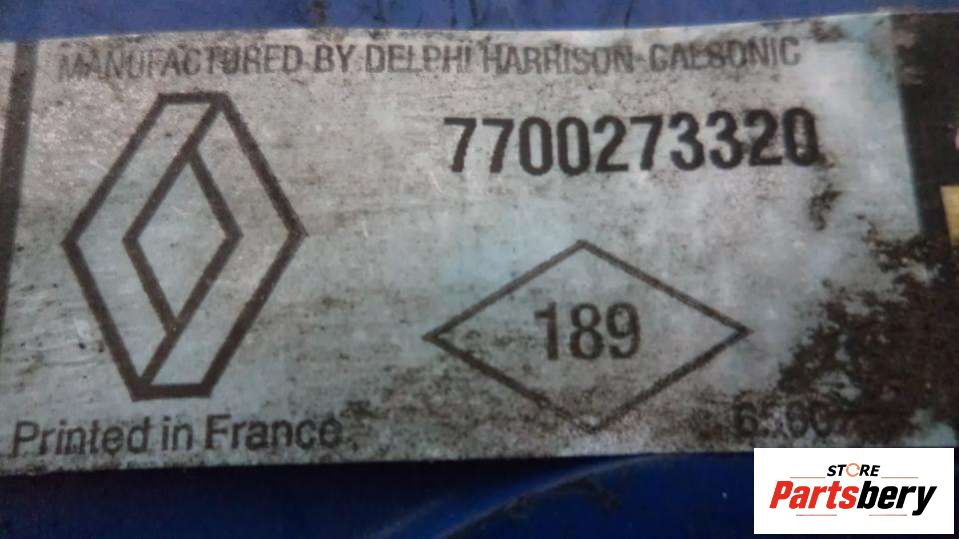 MANUFACTURED BY DELPHI HARRISON-CALSONIC
7700273320
189
Printed in France
STORE
Partsbery